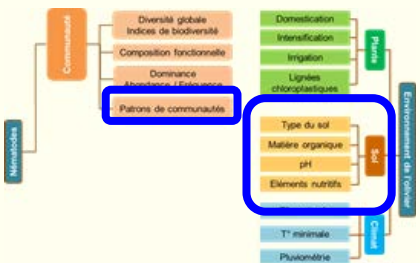 Nématodes
Communauté
Diversité globale
Indices de biodiversité
Composition fonctionnelle
Dominance
Abondance / Fréquence
Patrons de communautés
Domestication
Intensification
Irrigation
Lignées
chloroplastiques
Plante
Type du sol
Matière organique
pH
Eléments nutritifs
Sol
T° minimale
Pluviométrie
Climat
Environnement de l'olivier